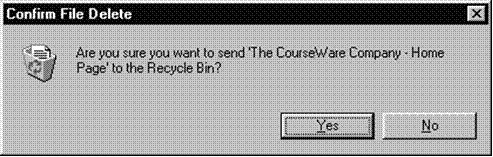 Confirm File Delete
Are you sure you want to send 'The CourseWare Company - Home
Page' to the Recycle Bin?
Yes
No